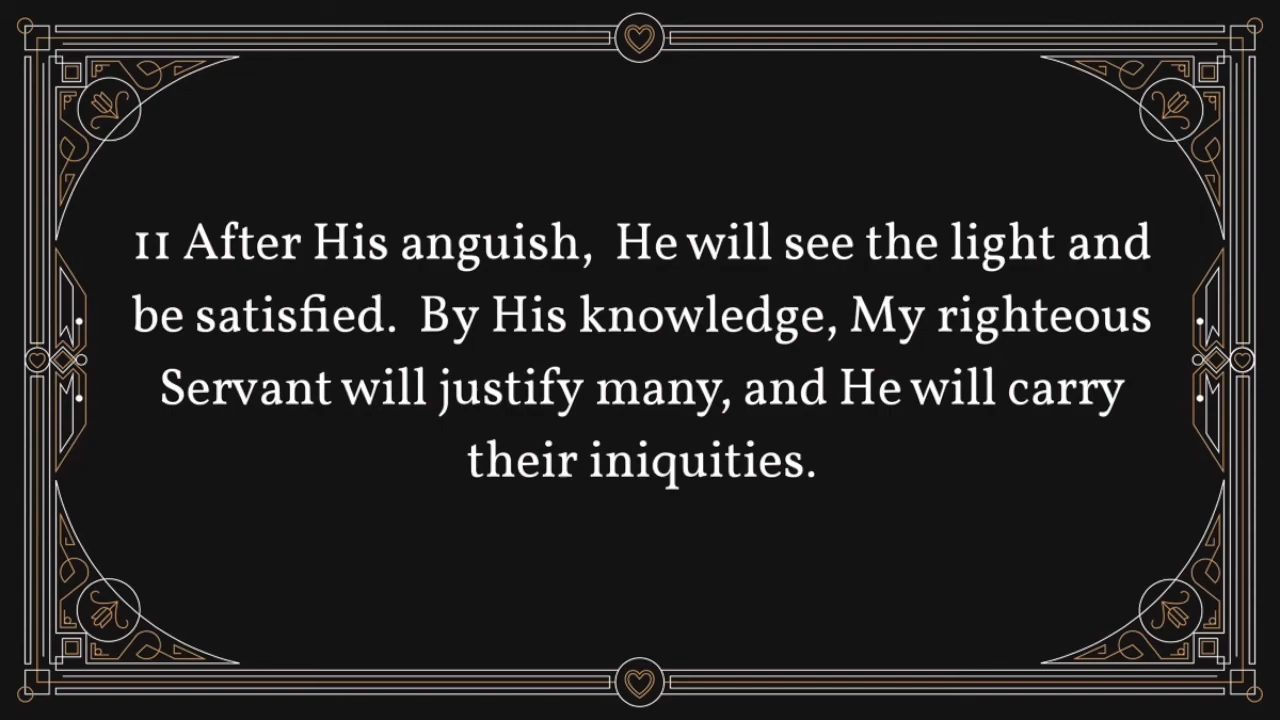 11 After His anguish,  He will see the light and
be satisfied.  By His knowledge, My righteous
Servant will justify many, and He will carry
their iniquities.